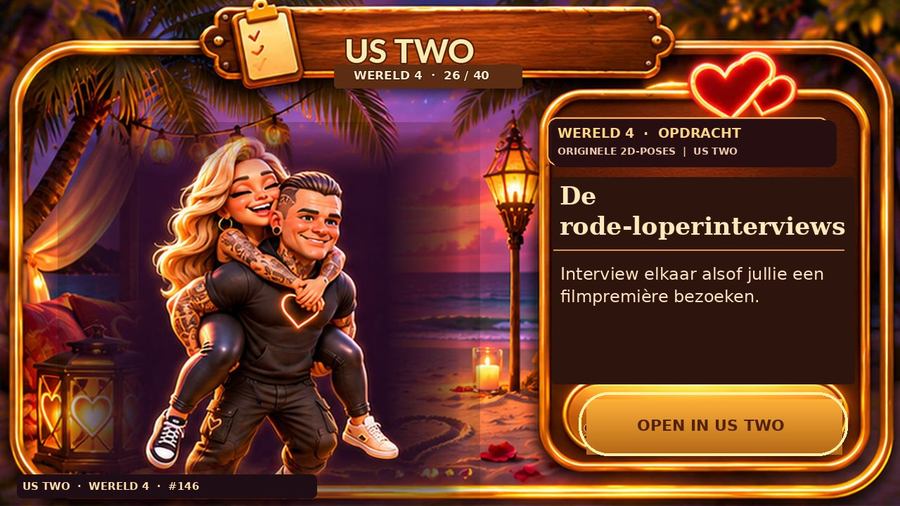 US TWO
WERELD 4 · 26 / 40
WERELD 4 · OPDRACHT
ORIGINELE 2D-POSES | US TWO
De
rode-loperinterviews
Interview elkaar alsof jullie een
filmpremière bezoeken.
OPEN IN US TWO
US TWO · WERELD 4 · #146